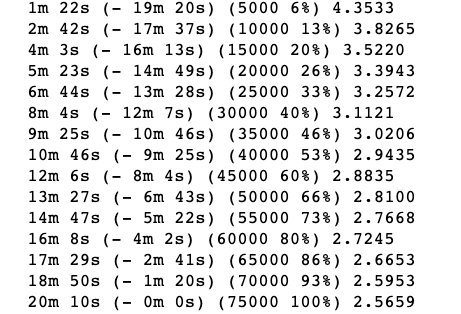 1m 22s (- 19m 20s) (5000 6%) 4.3533
2m 42s (- 17m 37s) (10000 13%) 3.8265
4m 3s (- 16m 13s) (15000 20%) 3.5220
5m 23s (- 14m 49s) (20000 26%) 3.3943
6m 44s (- 13m 28s) (25000 33%) 3.2572
8m 4s (- 12m 7s) (30000 40%) 3.1121
9m 25s (- 10m 46s) (35000 46%) 3.0206
10m 46s (- 9m 25s) (40000 53%) 2.9435
12m 6s (- 8m 4s) (45000 60%) 2.8835
13m 27s (- 6m 43s) (50000 66%) 2.8100
14m 47s (- 5m 22s) (55000 73%) 2.7668
16m 8s (- 4m 2s) (60000 80%) 2.7245
17m 29s (- 2m 41s) (65000 86%) 2.6653
18m 50s (- 1m 20s) (70000 93%) 2.5953
20m 10s (- 0m 0s) (75000 100%) 2.5659